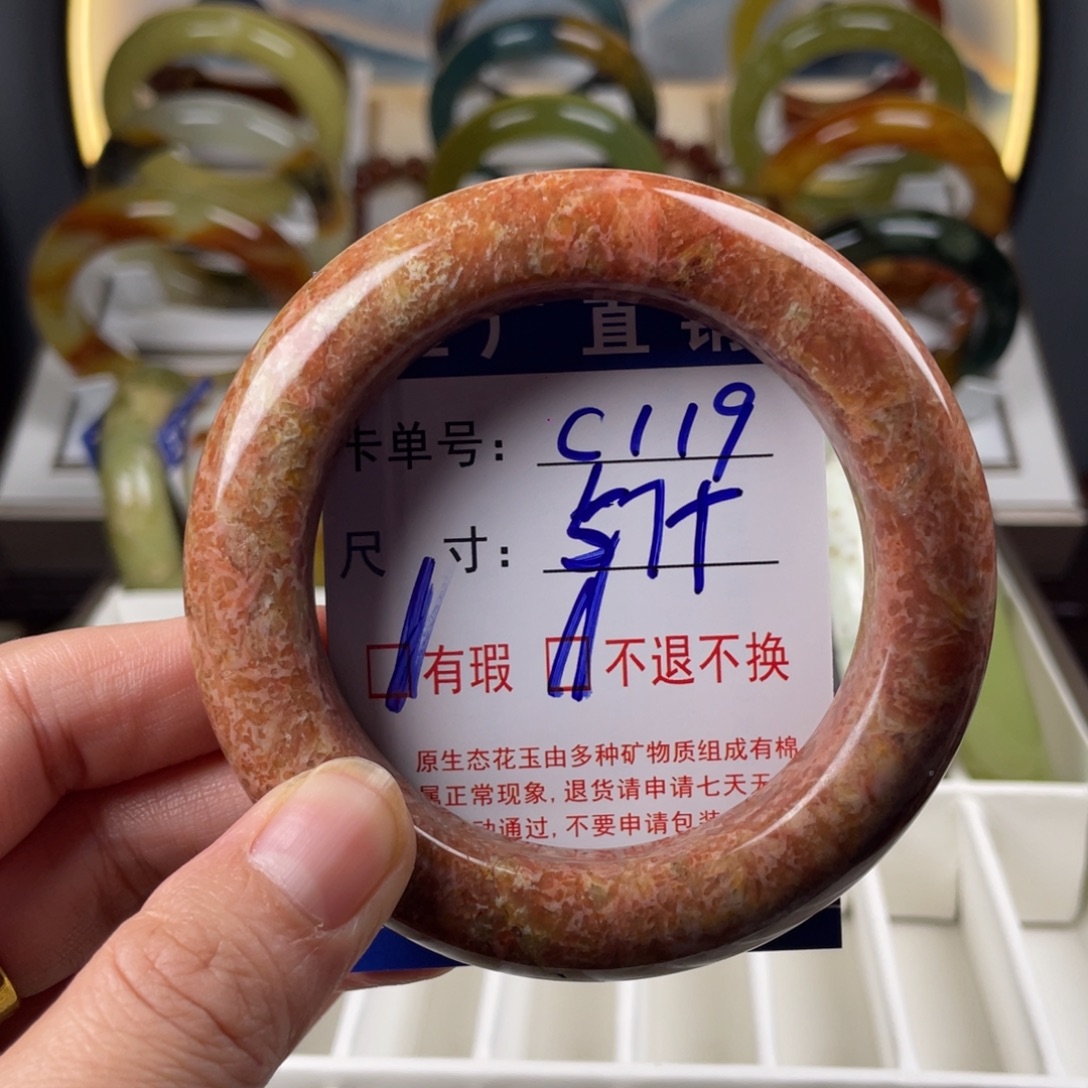 直销
卡单号: C119
尺 寸: 57+
有瑕 不退不换
原生态花玉由多种矿物质组成有棉
属正常现象, 退货请申请七天无
动通过, 不要申请包装